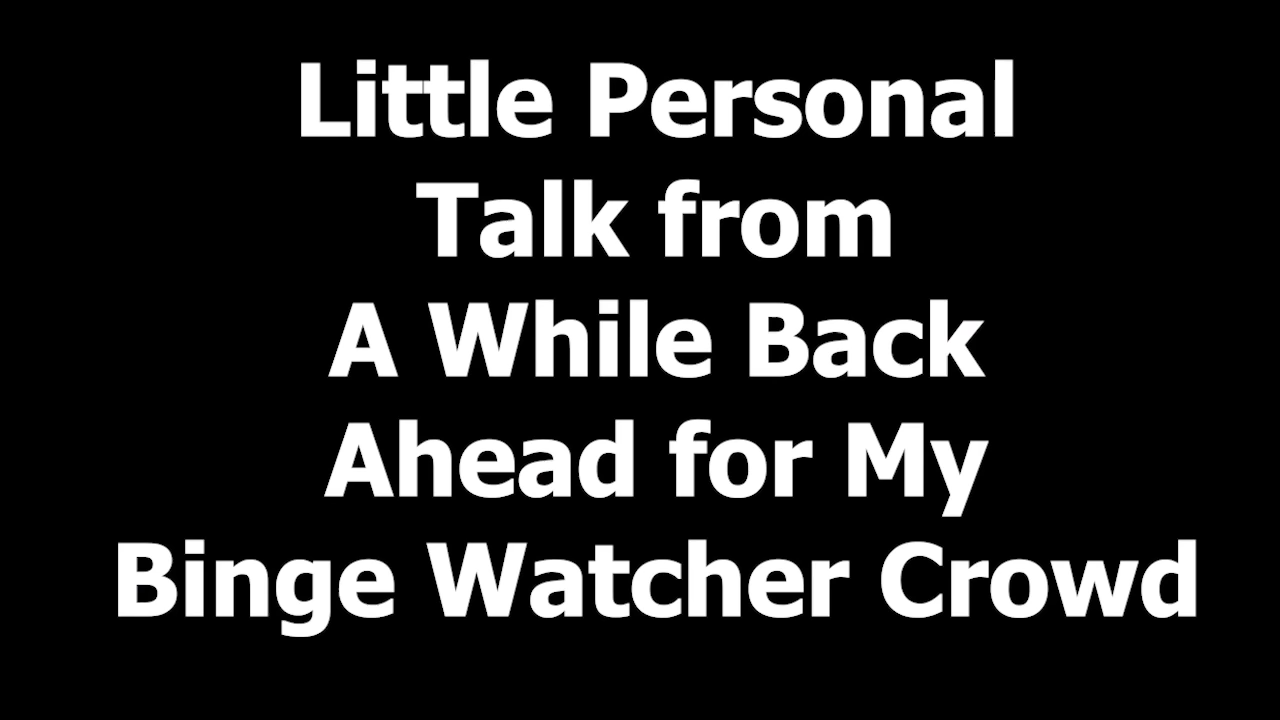 Little Personal
Talk from
A While Back
Ahead for My
Binge Watcher Crowd